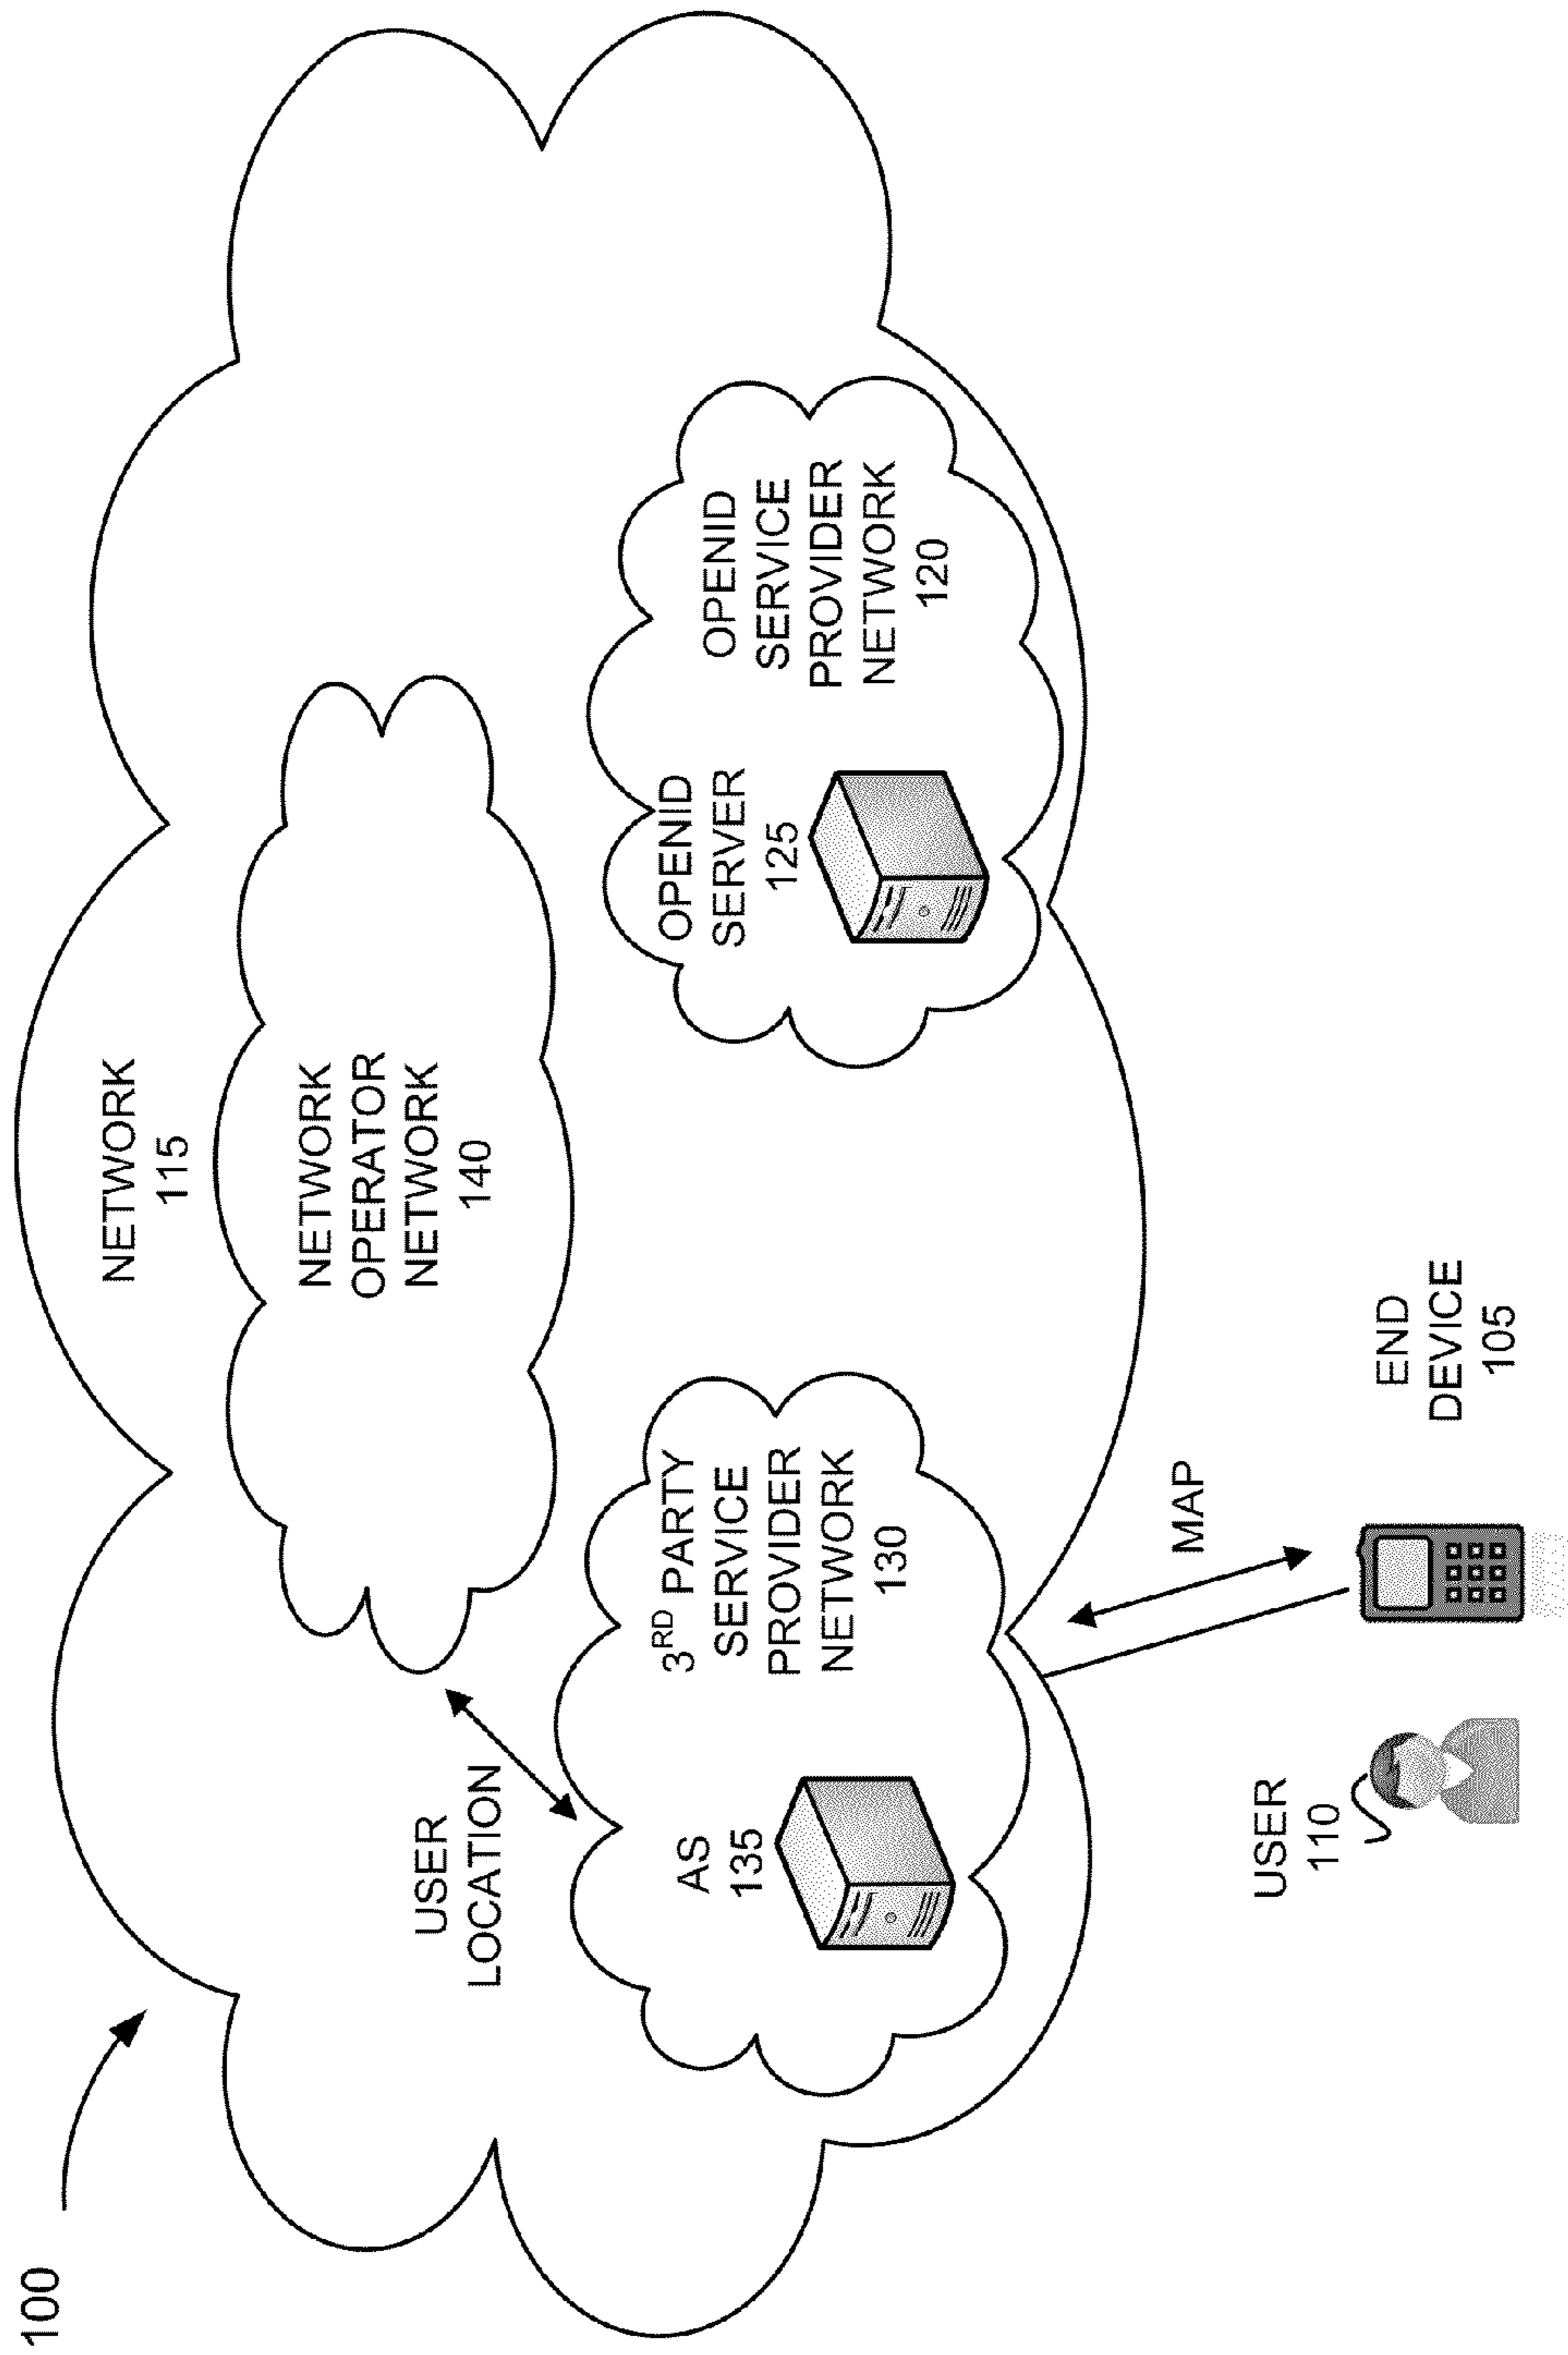 100
NETWORK
115
NETWORK
OPERATOR
NETWORK
140
USER
LOCATION
3RD PARTY
SERVICE
PROVIDER
NETWORK
130
AS
135
OPENID
SERVER
125
OPENID
SERVICE
PROVIDER
NETWORK
120
MAP
USER
110
END
DEVICE
105